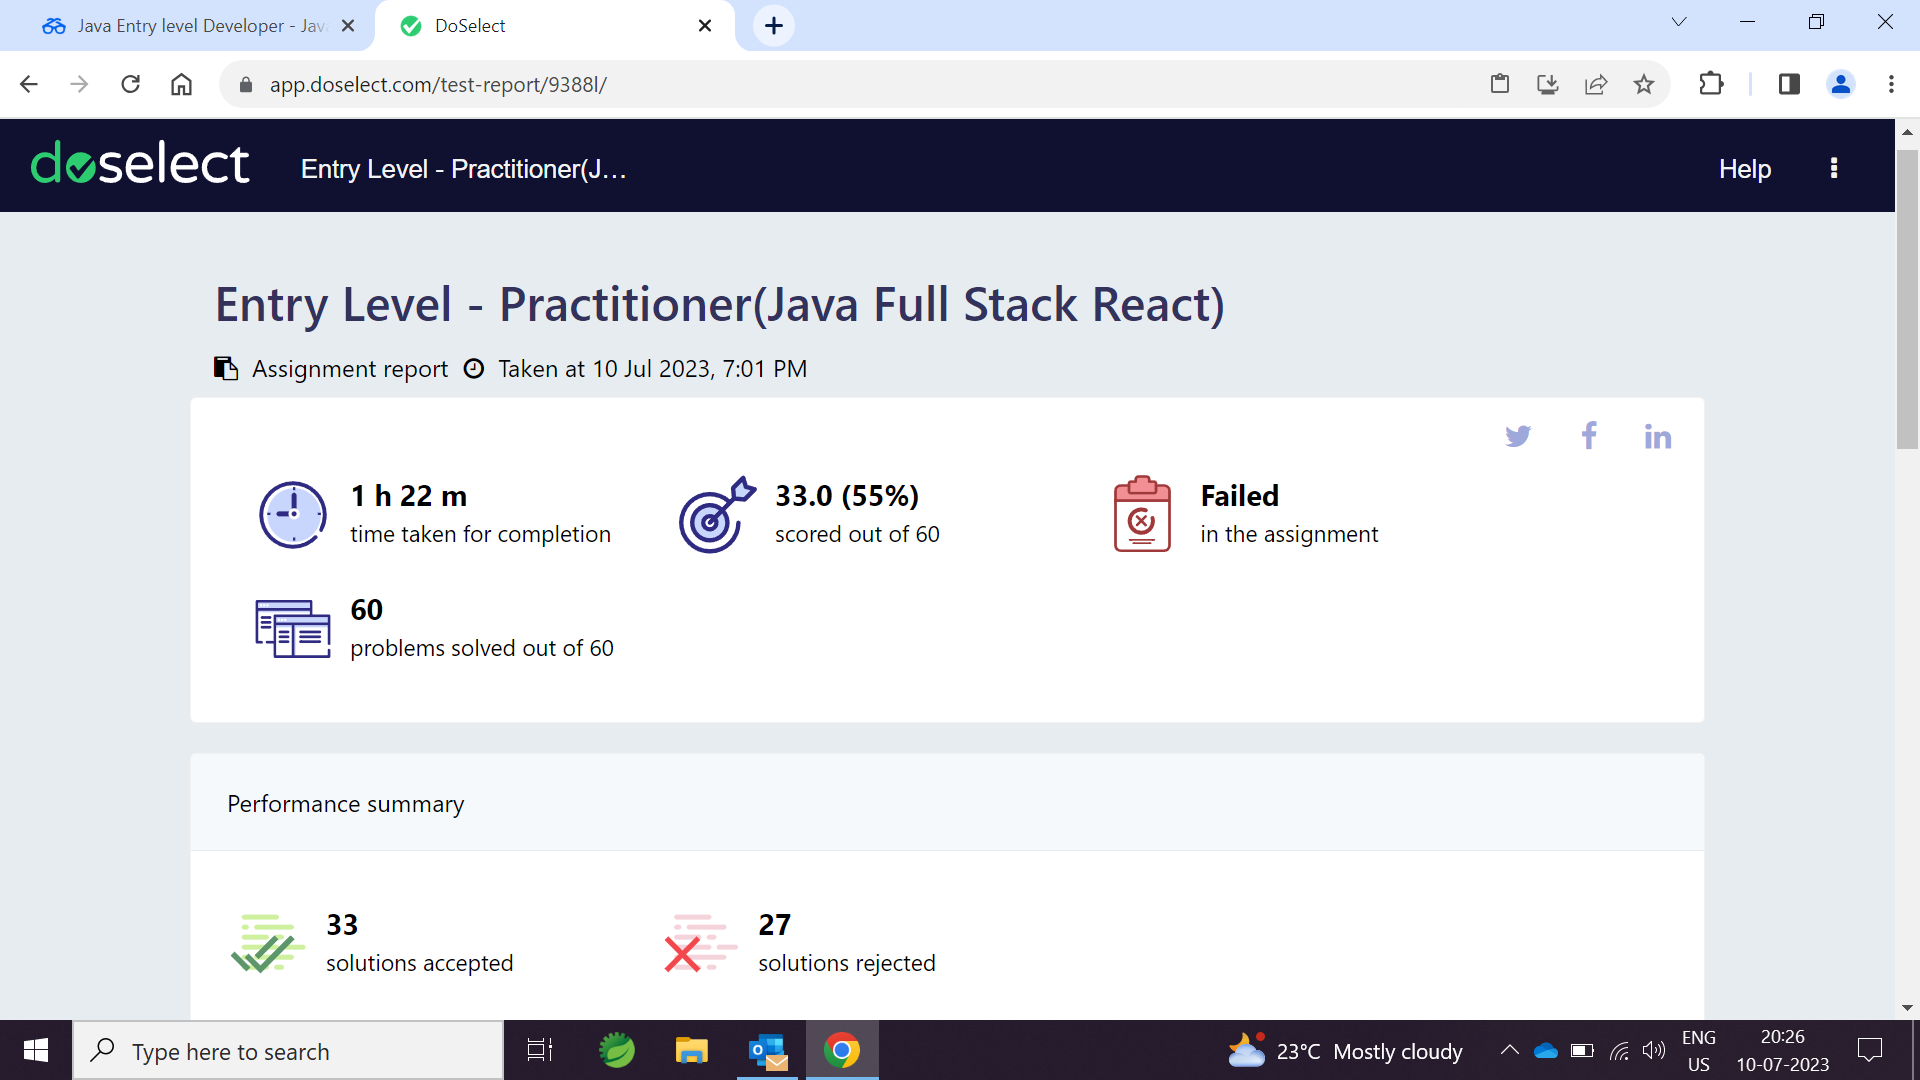 Java Entry level Developer - Jav
DoSelect
app.doselect.com/test-report/9388l/
doselect
Entry Level - Practitioner(J...
Help
Entry Level - Practitioner(Java Full Stack React)
Assignment report
Taken at 10 Jul 2023, 7:01 PM
1 h 22 m
time taken for completion
33.0 (55%)
scored out of 60
Failed
in the assignment
60
problems solved out of 60
Performance summary
33
solutions accepted
27
solutions rejected
Type here to search
23°C Mostly cloudy
ENG
US
20:26
10-07-2023